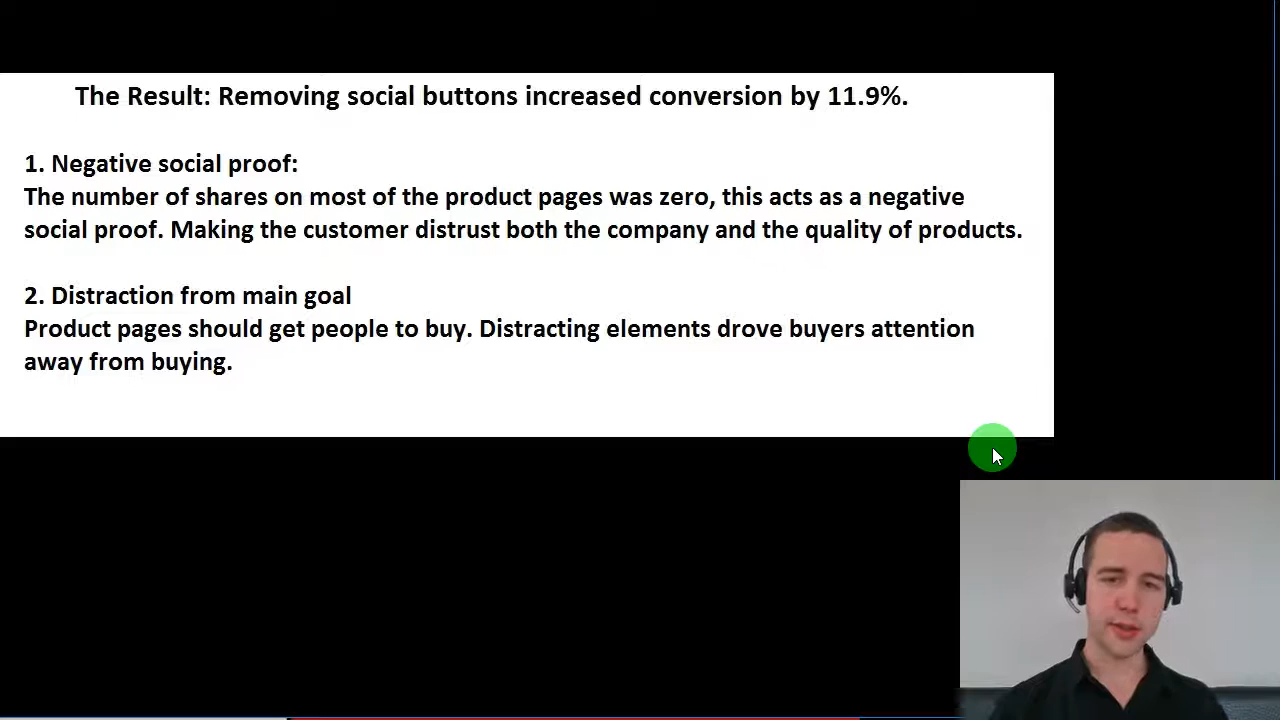 The Result: Removing social buttons increased conversion by 11.9%.
1. Negative social proof:
The number of shares on most of the product pages was zero, this acts as a negative
social proof. Making the customer distrust both the company and the quality of products.
2. Distraction from main goal
Product pages should get people to buy. Distracting elements drove buyers attention
away from buying.